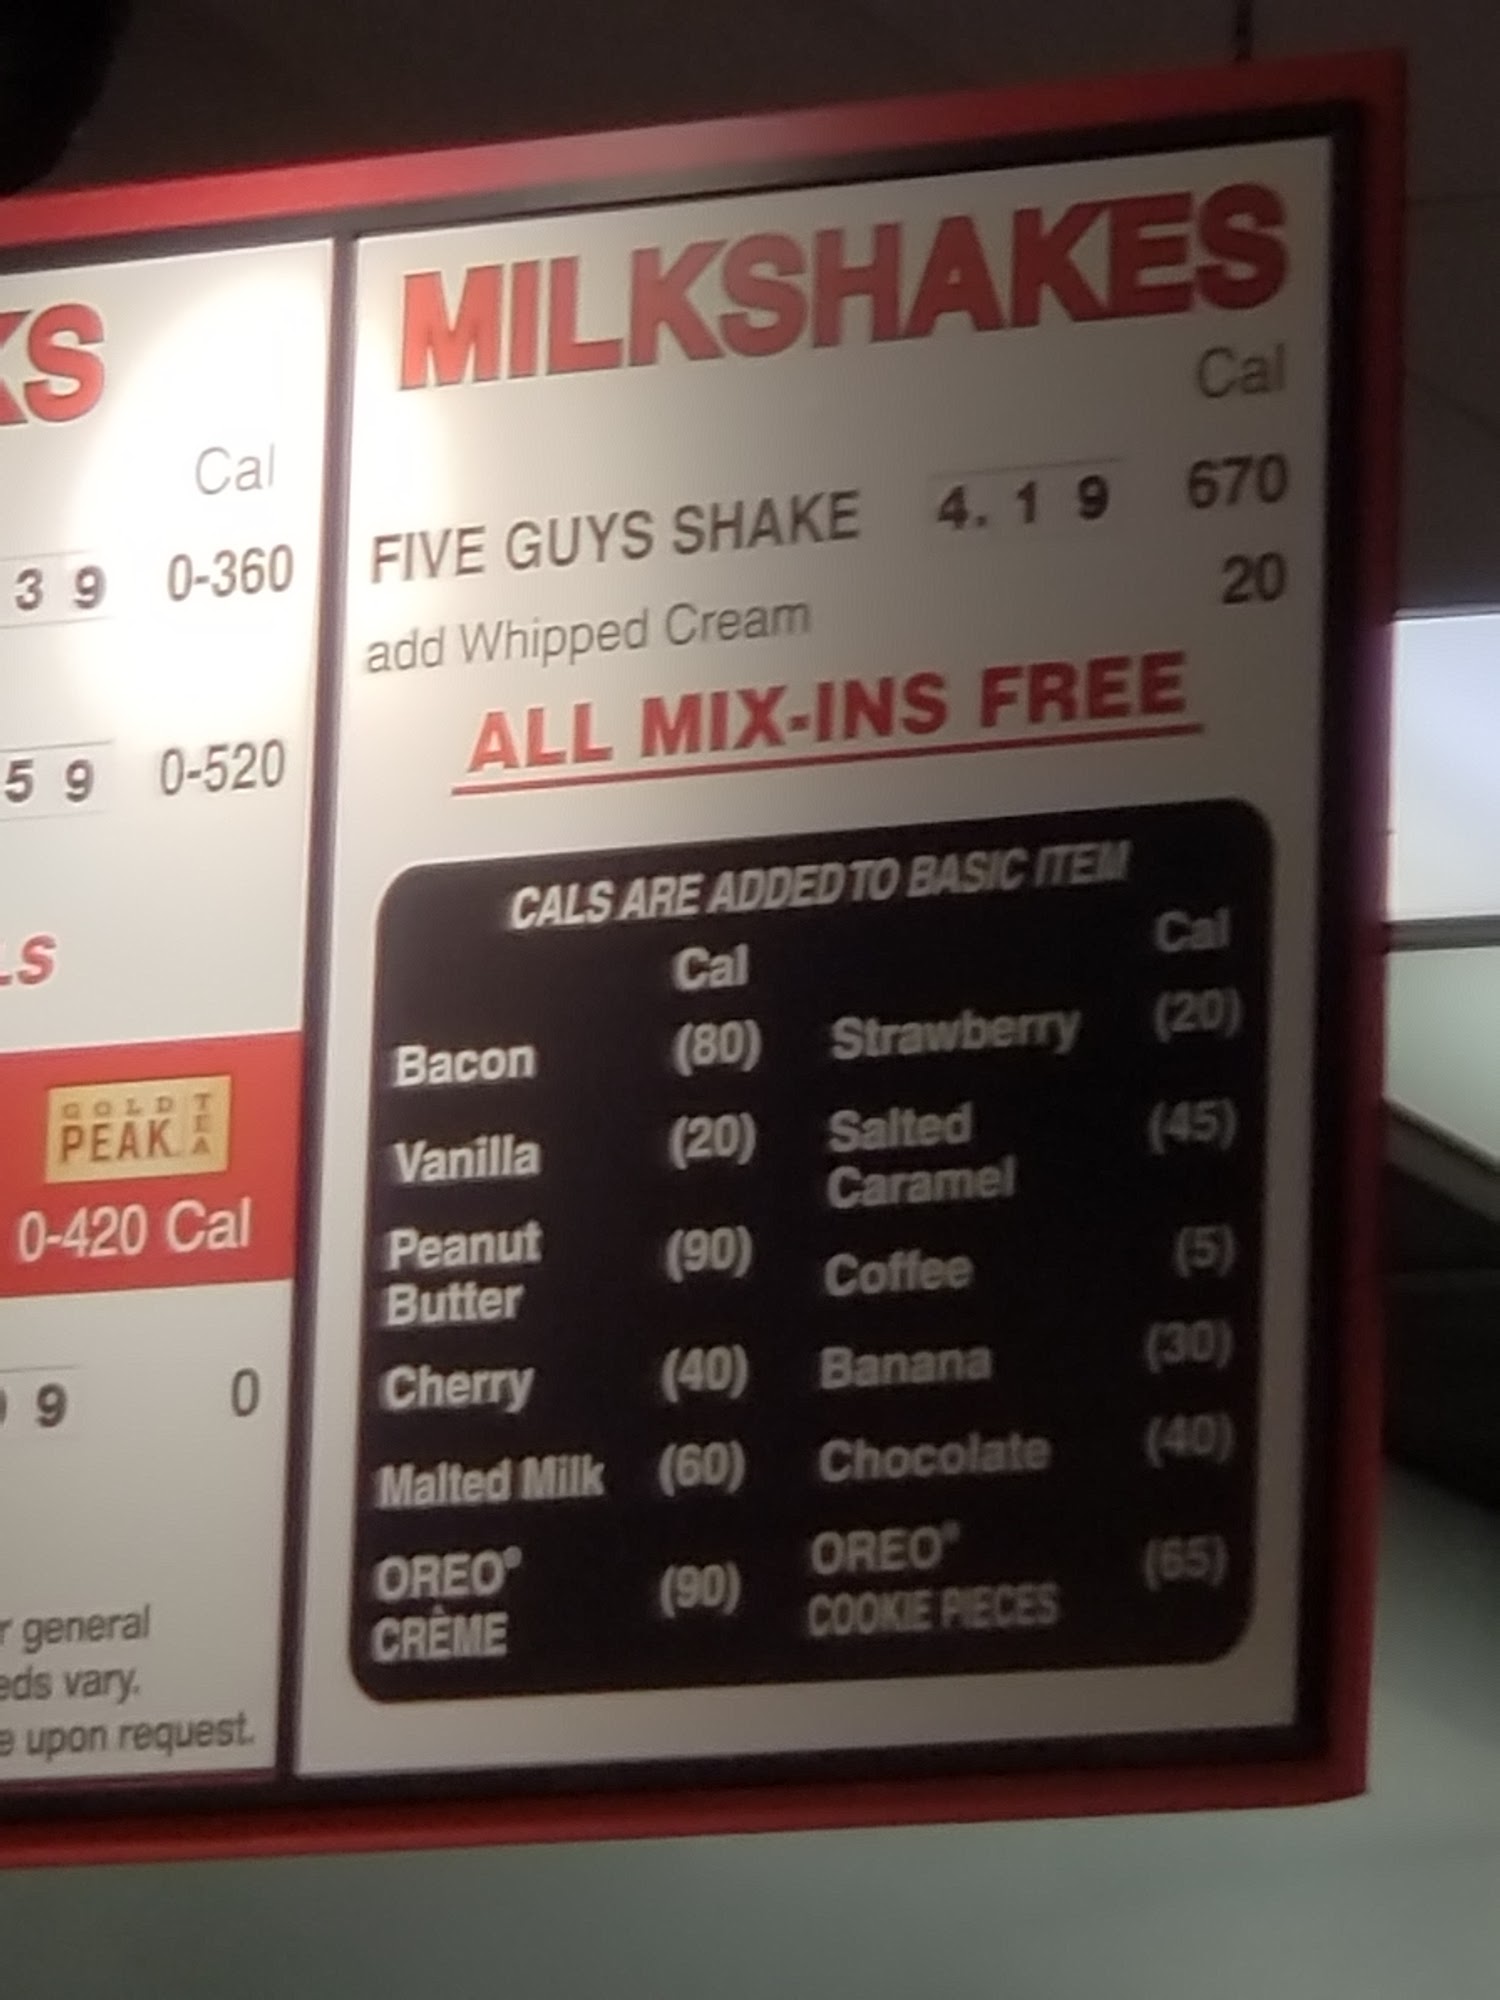 KS
Cal
39 0-360
59 0-520
LS
GOLD
PEAK TEA
0-420 Cal
9 0
r general
eds vary.
e upon request.
MILKSHAKES
Cal
FIVE GUYS SHAKE 4.19 670
add Whipped Cream 20
ALL MIX-INS FREE
CALS ARE ADDED TO BASIC ITEM
Cal Cal
Bacon (80) Strawberry (20)
Vanilla (20) Salted
Caramel (45)
Peanut
Butter (90) Coffee (5)
Cherry (40) Banana (30)
Malted Milk (60) Chocolate (40)
OREO® OREO®
CRÈME (90) COOKIE PIECES (65)